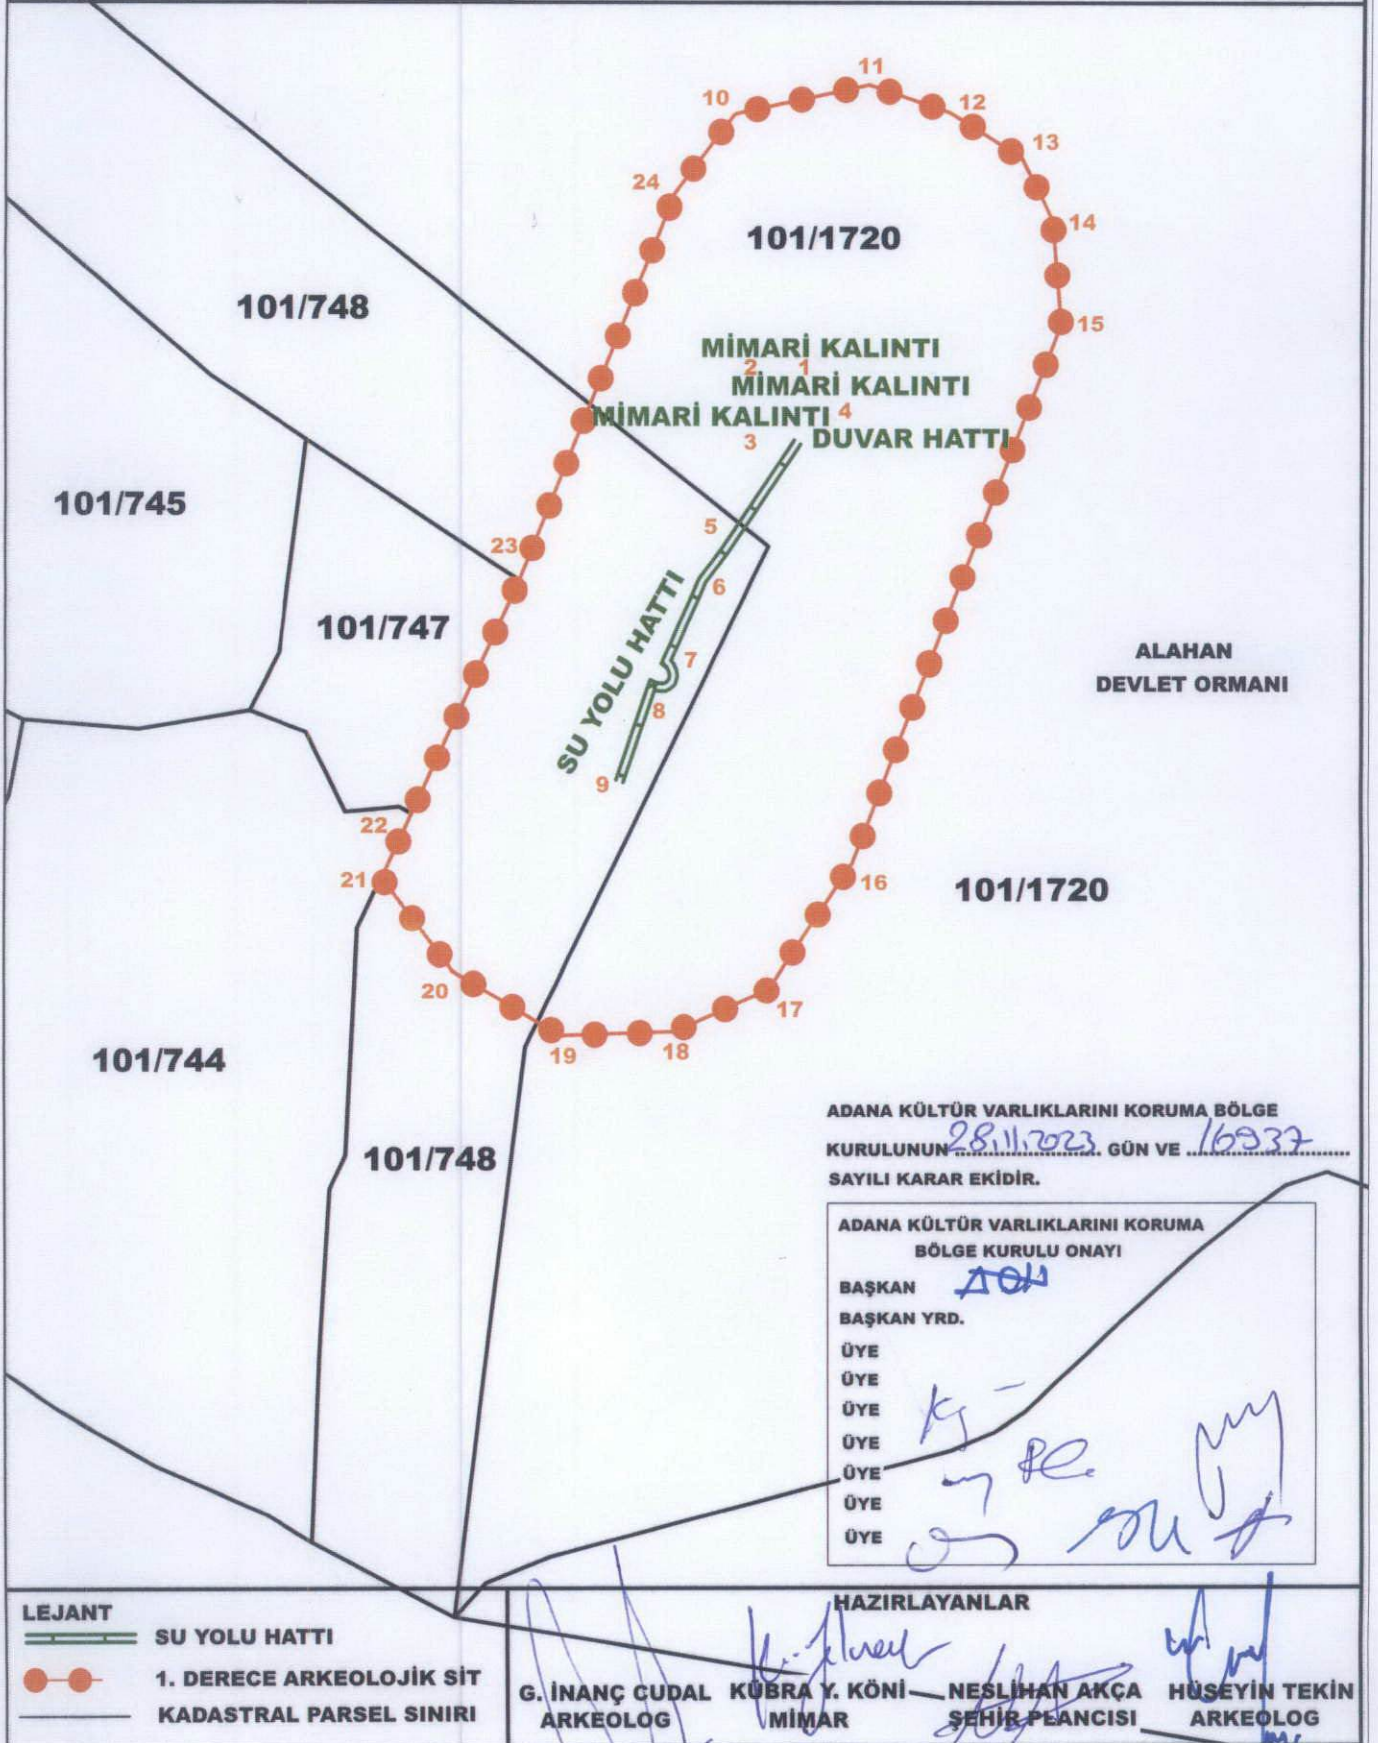 11
10
12
13
24
14
101/1720
101/748
15
MİMARİ KALINTI
2
1
MİMARİ KALINTI
MİMARİ KALINTI
4
3
DUVAR HATTI
101/745
5
23
6
101/747
SU YOLU HATTI
7
ALAHAN
DEVLET ORMANI
8
9
22
21
16
101/1720
20
17
19
18
101/744
101/748
ADANA KÜLTÜR VARLIKLARINI KORUMA BÖLGE
KURULUNUN 28.11.2023 GÜN VE 16937
SAYILI KARAR EKİDİR.
ADANA KÜLTÜR VARLIKLARINI KORUMA
BÖLGE KURULU ONAYI
BAŞKAN
BAŞKAN YRD.
ÜYE
ÜYE
ÜYE
ÜYE
ÜYE
ÜYE
ÜYE
LEJANT
SU YOLU HATTI
1. DERECE ARKEOLOJİK SİT
KADASTRAL PARSEL SINIRI
HAZIRLAYANLAR
G. İNANÇ CUDAL
ARKEOLOG
KÜBRA Y. KÖNİ
MİMAR
NESLİHAN AKÇA
ŞEHİR PLANCISI
HÜSEYİN TEKİN
ARKEOLOG